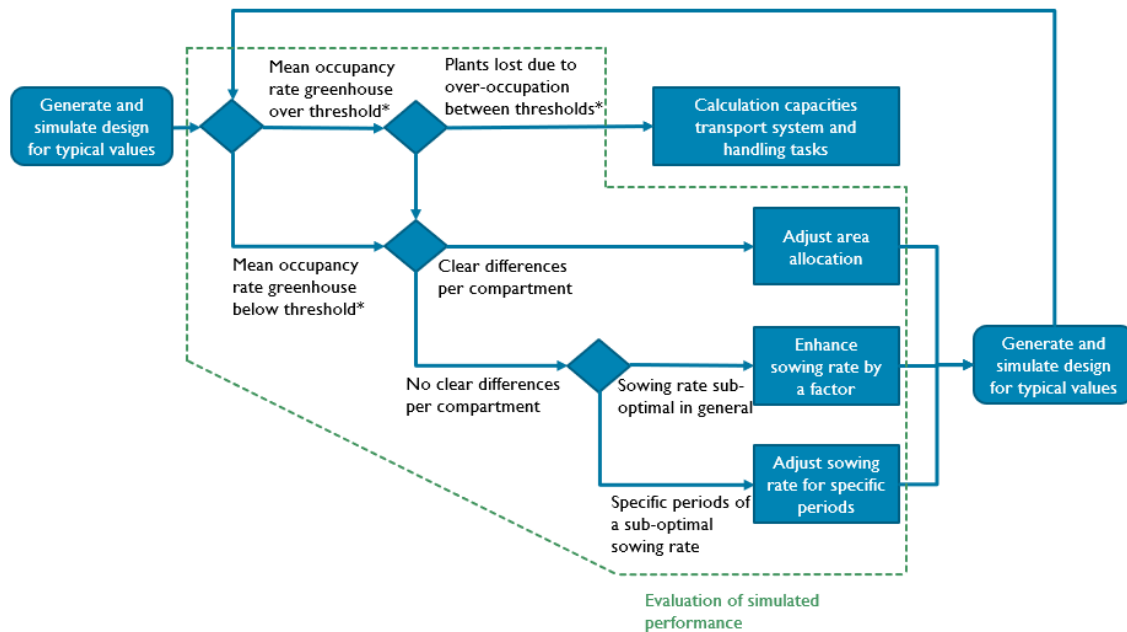 Generate and
simulate design
for typical values
Mean occupancy
rate greenhouse
over threshold*
Plants lost due to
over-occupation
between thresholds*
Calculation capacities
transport system and
handling tasks
Mean occupancy
rate greenhouse
below threshold*
Clear differences
per compartment
Adjust area
allocation
No clear differences
per compartment
Sowing rate sub-
optimal in general
Enhance
sowing rate by
a factor
Generate and
simulate design
for typical values
Specific periods of
a sub-optimal
sowing rate
Adjust sowing
rate for specific
periods
Evaluation of simulated
performance